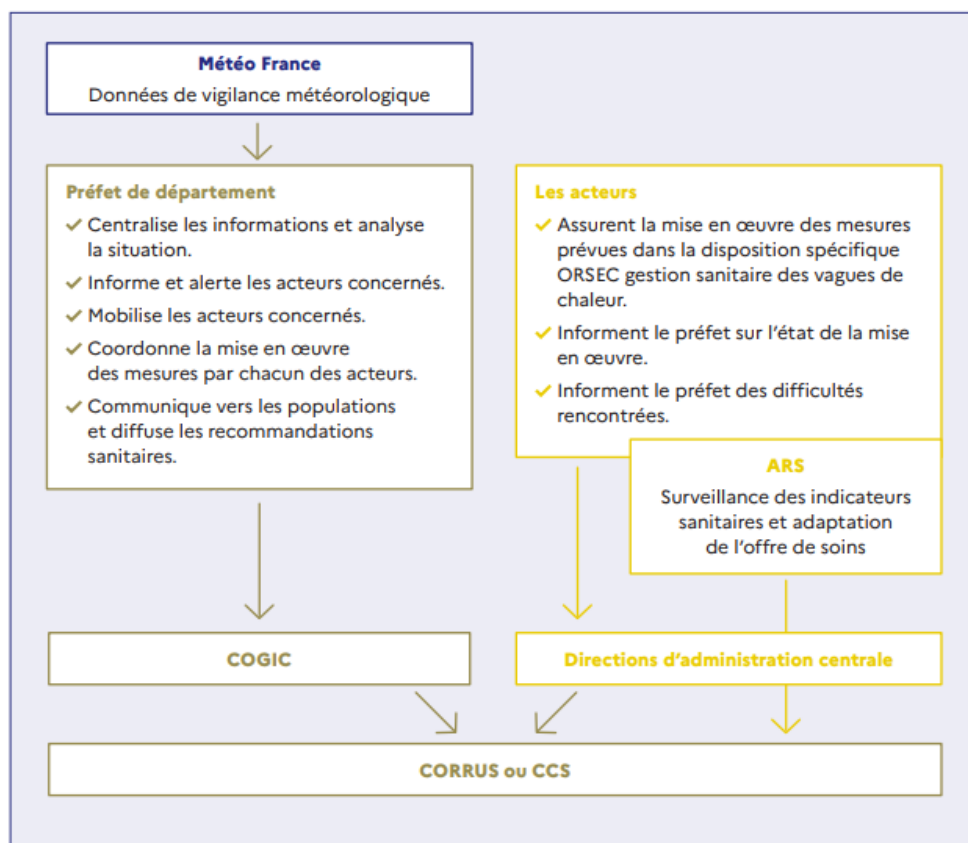 Météo France
Données de vigilance météorologique
Préfet de département
✓ Centralise les informations et analyse
la situation.
✓ Informe et alerte les acteurs concernés.
✓ Mobilise les acteurs concernés.
✓ Coordonne la mise en œuvre
des mesures par chacun des acteurs.
✓ Communique vers les populations
et diffuse les recommandations
sanitaires.
Les acteurs
✓ Assurent la mise en œuvre des mesures
prévues dans la disposition spécifique
ORSEC gestion sanitaire des vagues de
chaleur.
✓ Informent le préfet sur l'état de la mise
en œuvre.
✓ Informent le préfet des difficultés
rencontrées.
ARS
Surveillance des indicateurs
sanitaires et adaptation
de l'offre de soins
COGIC
Directions d'administration centrale
CORRUS ou CCS